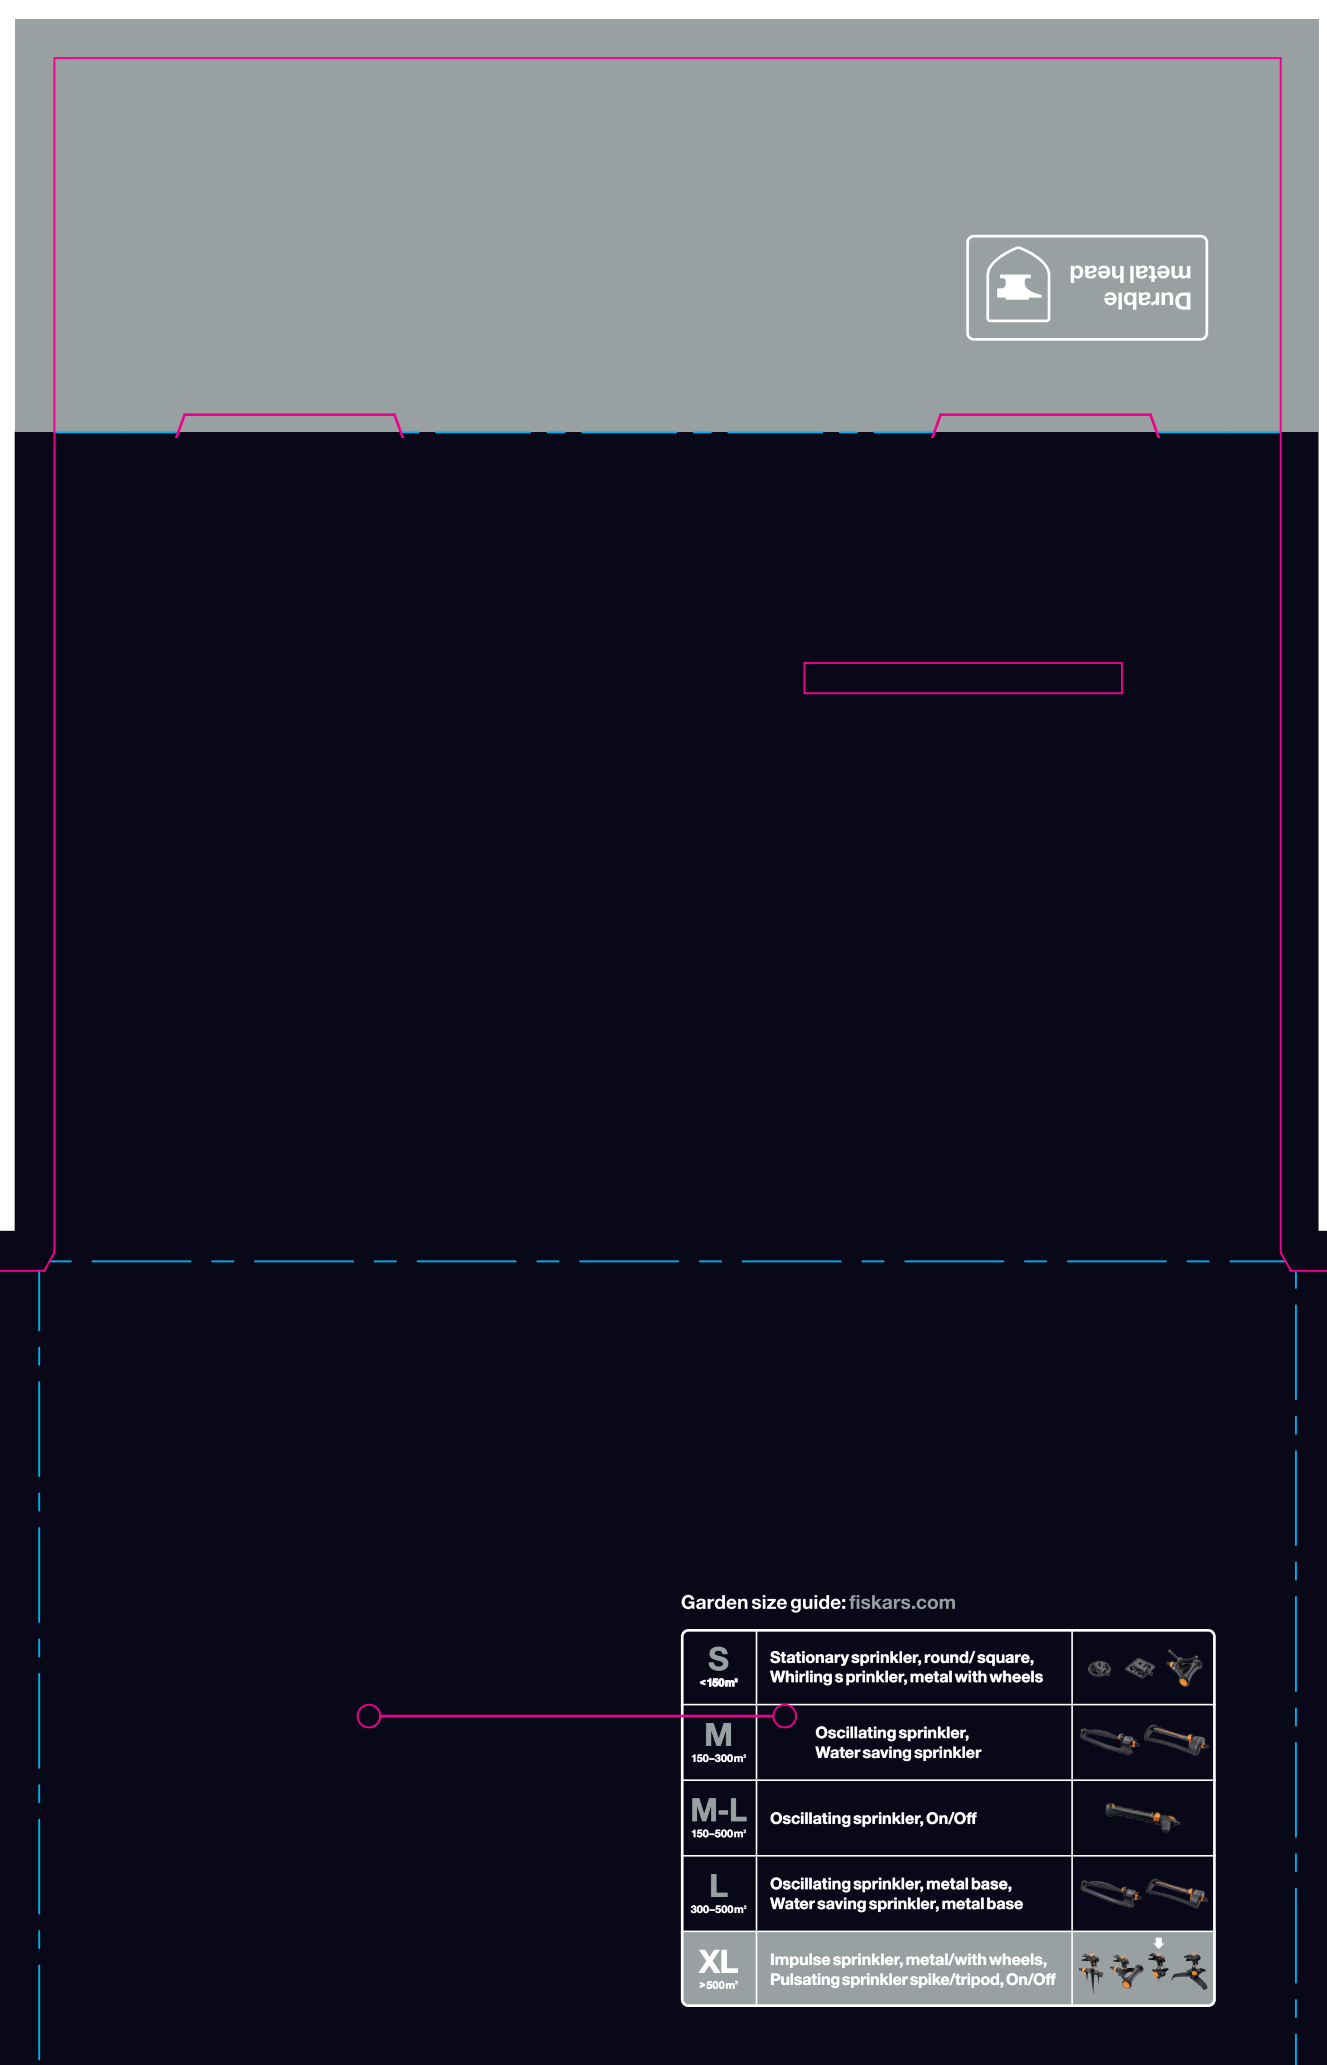 Durable
metal head
Garden size guide: fiskars.com
S
<150m²
Stationary sprinkler, round/ square,
Whirling s prinkler, metal with wheels
M
150–300m²
Oscillating sprinkler,
Water saving sprinkler
M-L
150–500m²
Oscillating sprinkler, On/Off
L
300–500m²
Oscillating sprinkler, metal base,
Water saving sprinkler, metal base
XL
>500m²
Impulse sprinkler, metal/with wheels,
Pulsating sprinkler spike/tripod, On/Off